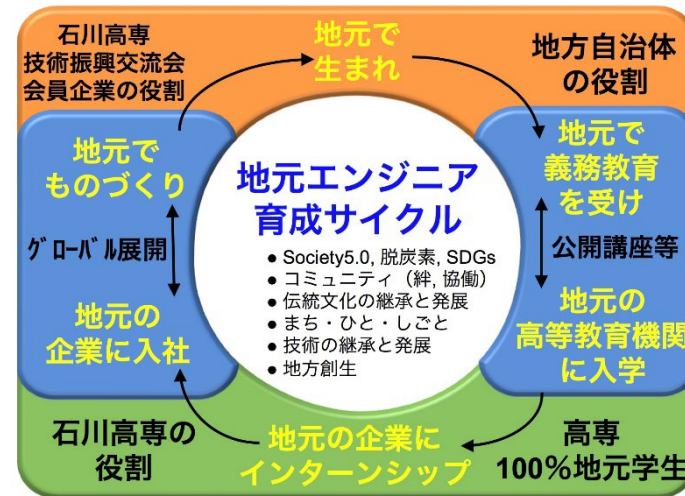 石川高専
技術振興交流会
会員企業の役割
地元で
生まれ
地方自治体
の役割
地元で
ものづくり
グローバル展開
地元の
企業に入社
地元エンジニア
育成サイクル
● Society5.0, 脱炭素, SDGs
● コミュニティ（絆, 協働）
● 伝統文化の継承と発展
● まち・ひと・しごと
● 技術の継承と発展
● 地方創生
地元で
義務教育
を受け
公開講座等
地元の
高等教育機関
に入学
石川高専の
役割
地元の企業に
インターンシップ
高専
100%地元学生